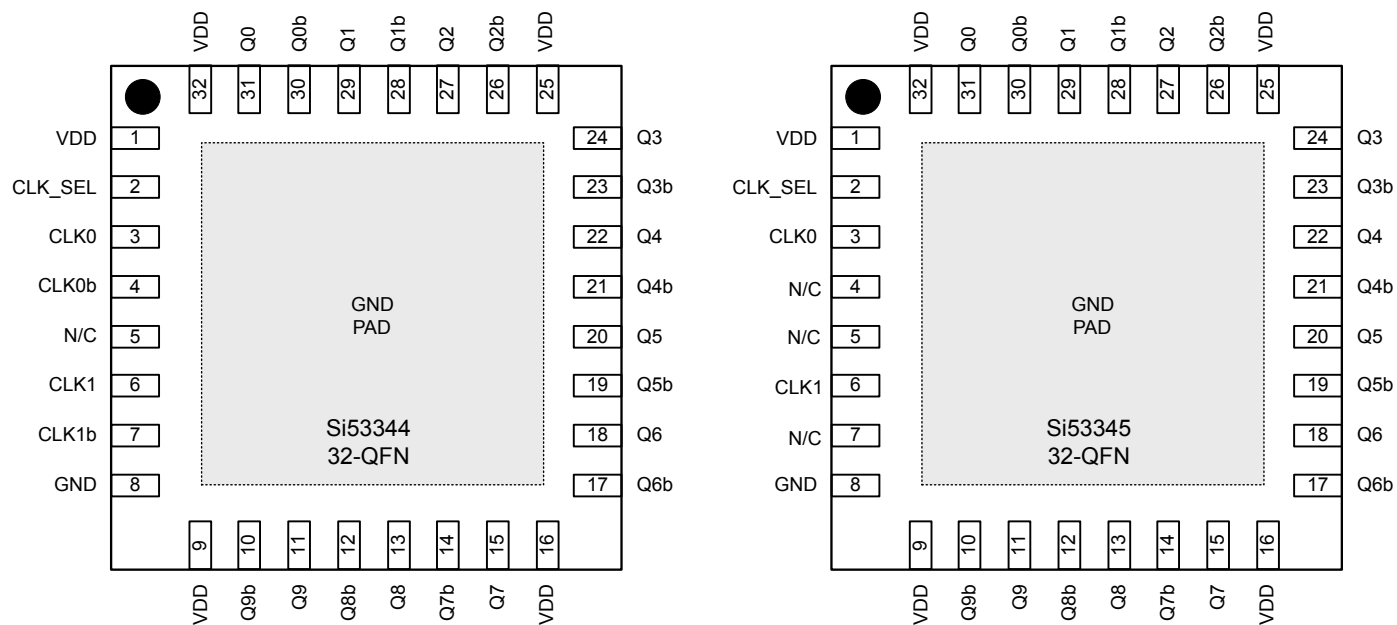 VDD
Q0
Q0b
Q1
Q1b
Q2
Q2b
VDD
32
31
30
29
28
27
26
25
VDD
1
CLK_SEL
2
CLK0
3
CLK0b
4
N/C
5
CLK1
6
CLK1b
7
GND
8
GND
PAD
Si53344
32-QFN
24
Q3
23
Q3b
22
Q4
21
Q4b
20
Q5
19
Q5b
18
Q6
17
Q6b
9
10
11
12
13
14
15
16
VDD
Q9b
Q9
Q8b
Q8
Q7b
Q7
VDD
VDD
Q0
Q0b
Q1
Q1b
Q2
Q2b
VDD
32
31
30
29
28
27
26
25
VDD
1
CLK_SEL
2
CLK0
3
N/C
4
N/C
5
CLK1
6
N/C
7
GND
8
GND
PAD
Si53345
32-QFN
24
Q3
23
Q3b
22
Q4
21
Q4b
20
Q5
19
Q5b
18
Q6
17
Q6b
9
10
11
12
13
14
15
16
VDD
Q9b
Q9
Q8b
Q8
Q7b
Q7
VDD